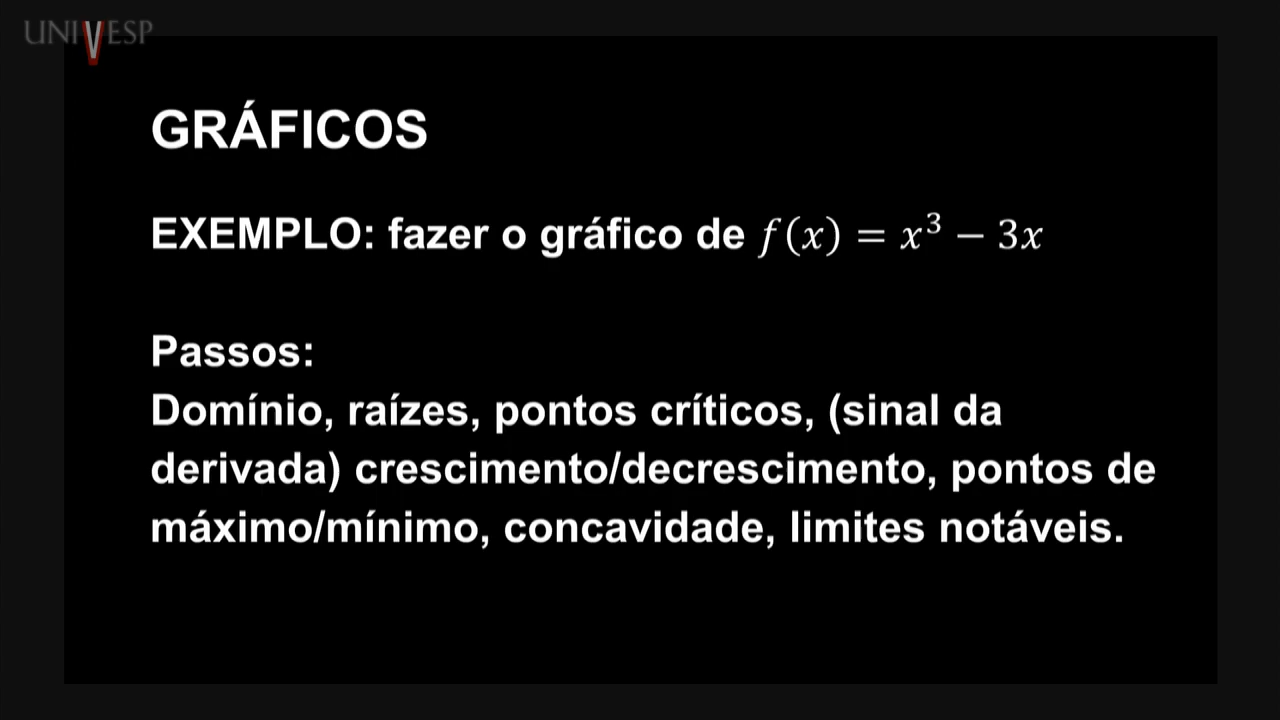 UNIVESP
GRÁFICOS
EXEMPLO: fazer o gráfico de f(x) = x³ − 3x
Passos:
Domínio, raízes, pontos críticos, (sinal da
derivada) crescimento/decrescimento, pontos de
máximo/mínimo, concavidade, limites notáveis.